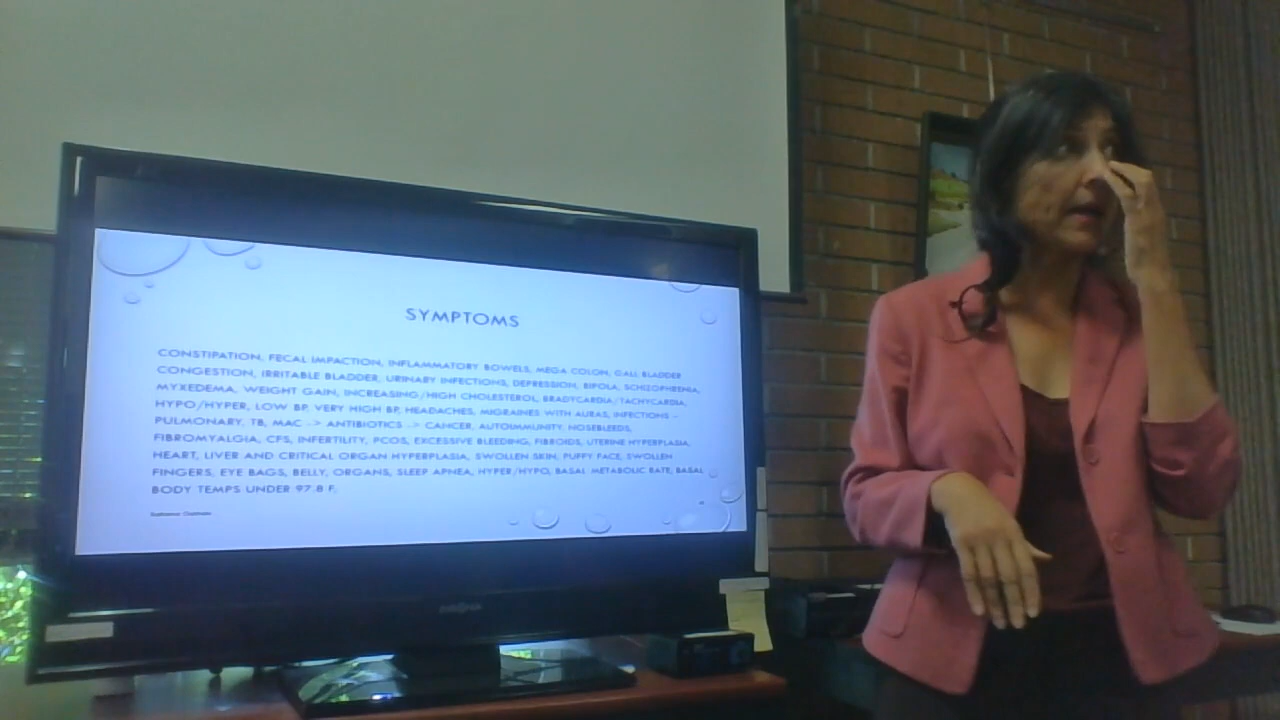 SYMPTOMS
CONSTIPATION, FECAL IMPACTION, INFLAMMATORY BOWELS, MEGA COLON, GALL BLADDER
CONGESTION, IRRITABLE BLADDER, URINARY INFECTIONS, DEPRESSION, BIPOLA, SCHIZOPHRENIA,
MYXEDEMA, WEIGHT GAIN, INCREASING/HIGH CHOLESTEROL, BRADYCARDIA/TACHYCARDIA,
HYPO/HYPER, LOW BP, VERY HIGH BP, HEADACHES, MIGRAINES WITH AURAS, INFECTIONS –
PULMONARY, TB, MAC -> ANTIBIOTICS -> CANCER, AUTOIMMUNITY, NOSEBLEEDS,
FIBROMYALGIA, CFS, INFERTILITY, PCOS, EXCESSIVE BLEEDING, FIBROIDS, UTERINE HYPERPLASIA,
HEART, LIVER AND CRITICAL ORGAN HYPERPLASIA, SWOLLEN SKIN, PUFFY FACE, SWOLLEN
FINGERS, EYE BAGS, BELLY, ORGANS, SLEEP APNEA, HYPER/HYPO, BASAL METABOLIC RATE, BASAL
BODY TEMPS UNDER 97.8 F.